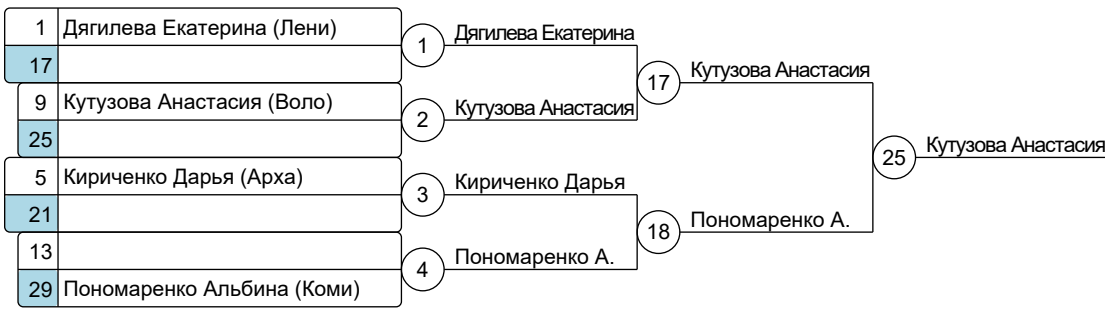 1 Дягилева Екатерина (Лени)
17
9 Кутузова Анастасия (Воло)
25
5 Кириченко Дарья (Арха)
21
13
29 Пономаренко Альбина (Коми)
1 Дягилева Екатерина
2 Кутузова Анастасия
3 Кириченко Дарья
4 Пономаренко А.
17 Кутузова Анастасия
18 Пономаренко А.
25 Кутузова Анастасия